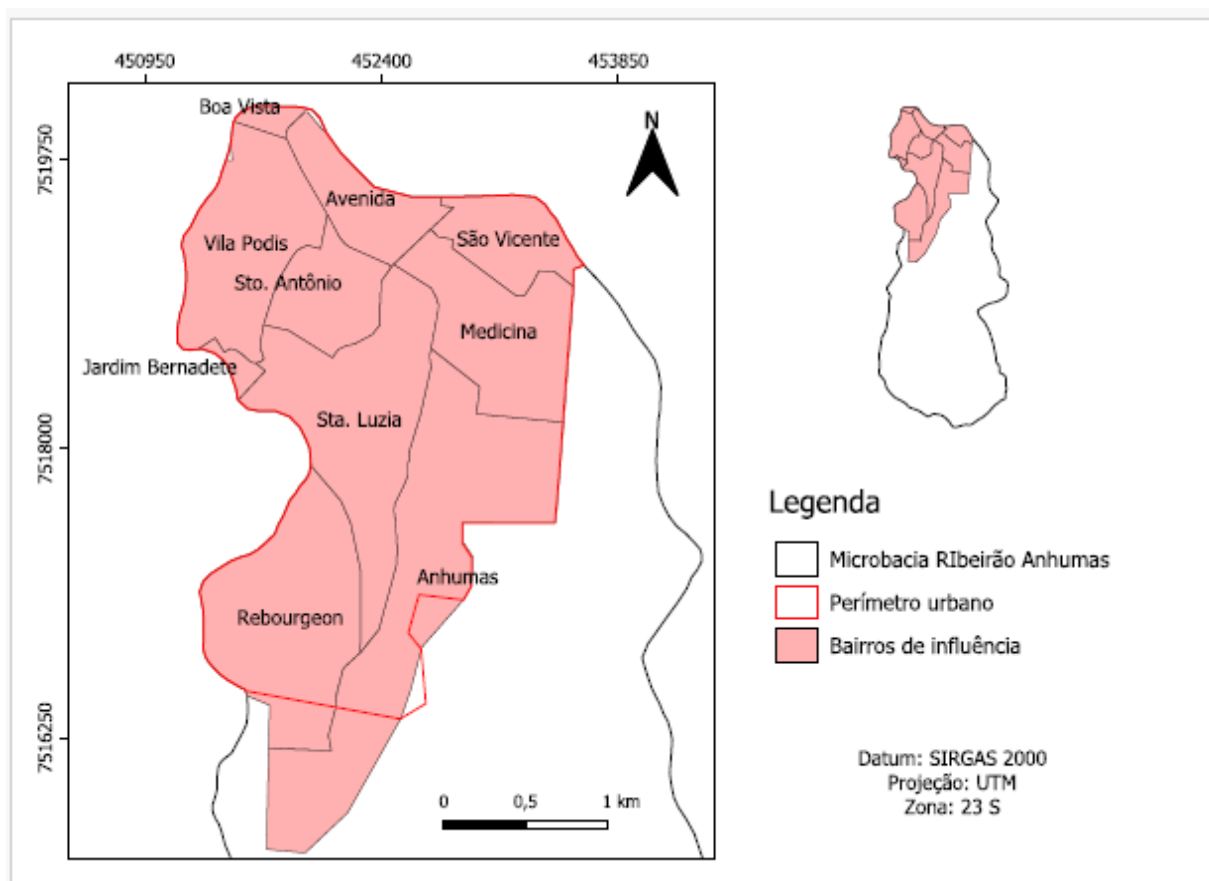 450950
452400
453850
7519750
7518000
7516250
N
Boa Vista
Avenida
Vila Podis
São Vicente
Sto. Antônio
Medicina
Jardim Bernadete
Sta. Luzia
Anhumas
Rebourgeon
0 0,5 1 km
Legenda
Microbacia RIbeirão Anhumas
Perímetro urbano
Bairros de influência
Datum: SIRGAS 2000
Projeção: UTM
Zona: 23 S